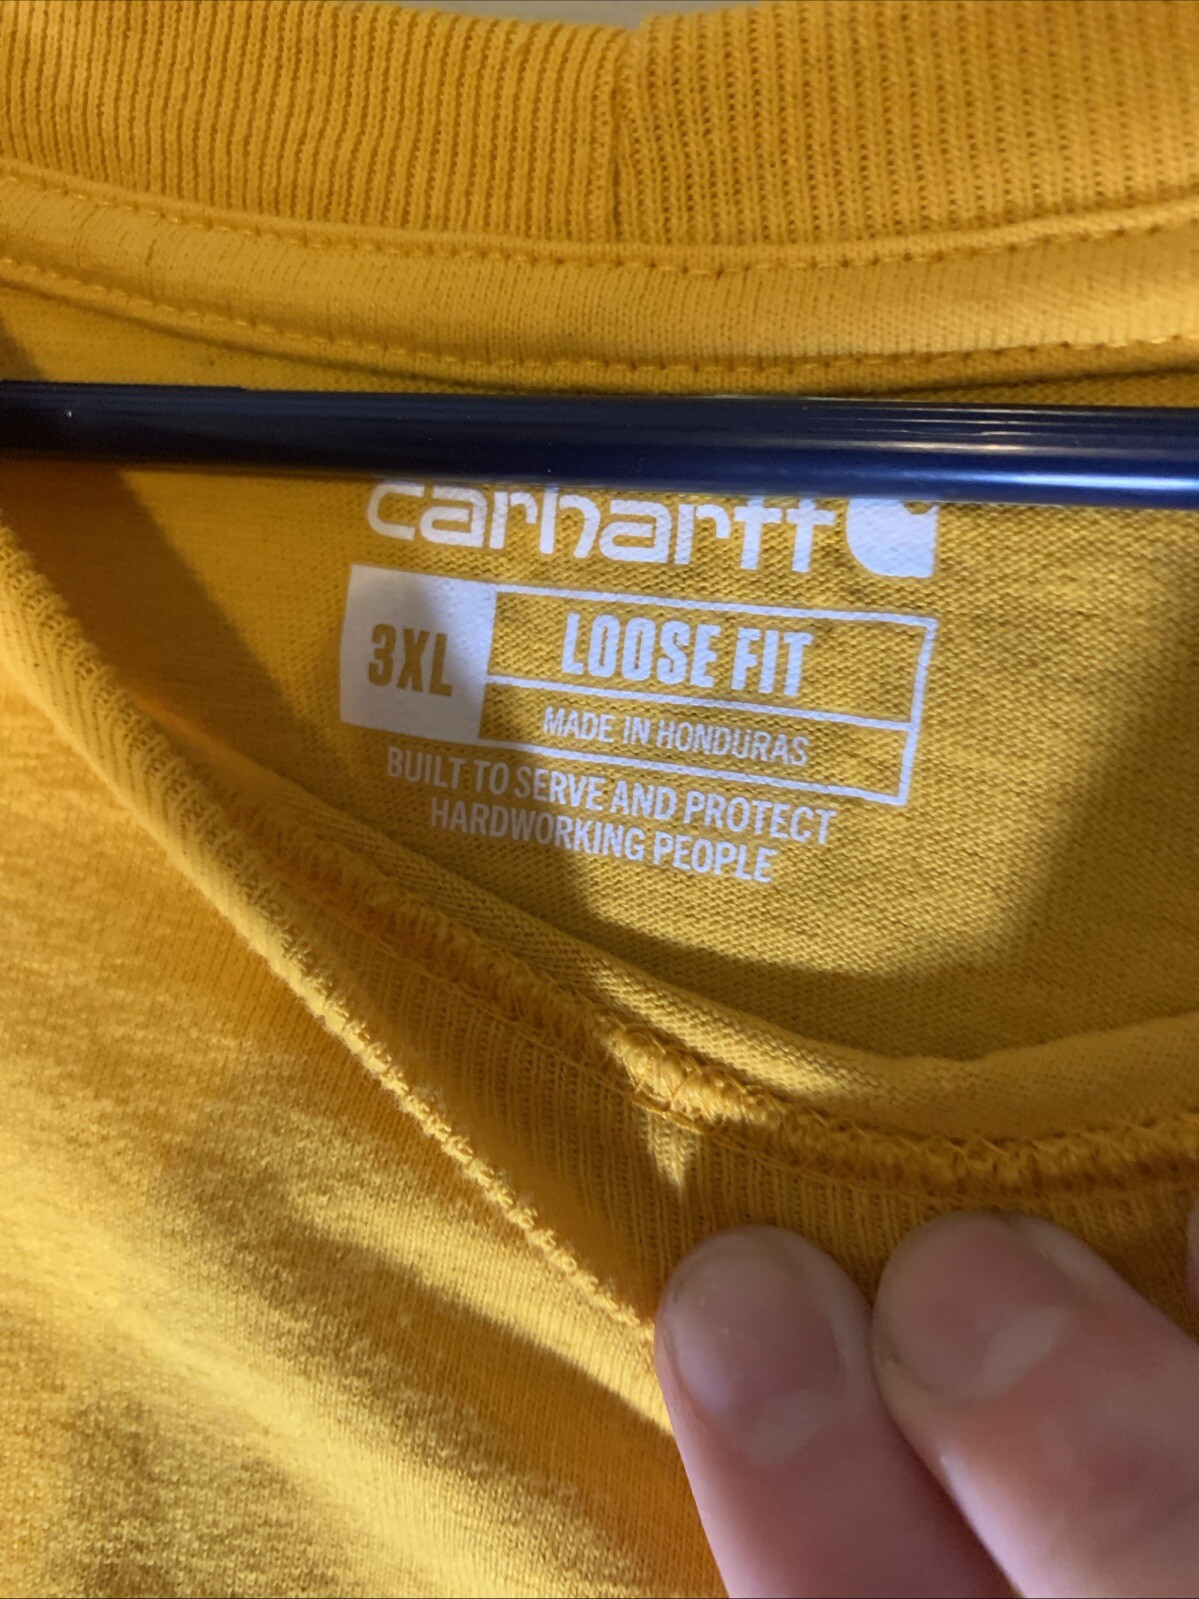 carhartt
3XL
LOOSE FIT
MADE IN HONDURAS
BUILT TO SERVE AND PROTECT
HARDWORKING PEOPLE